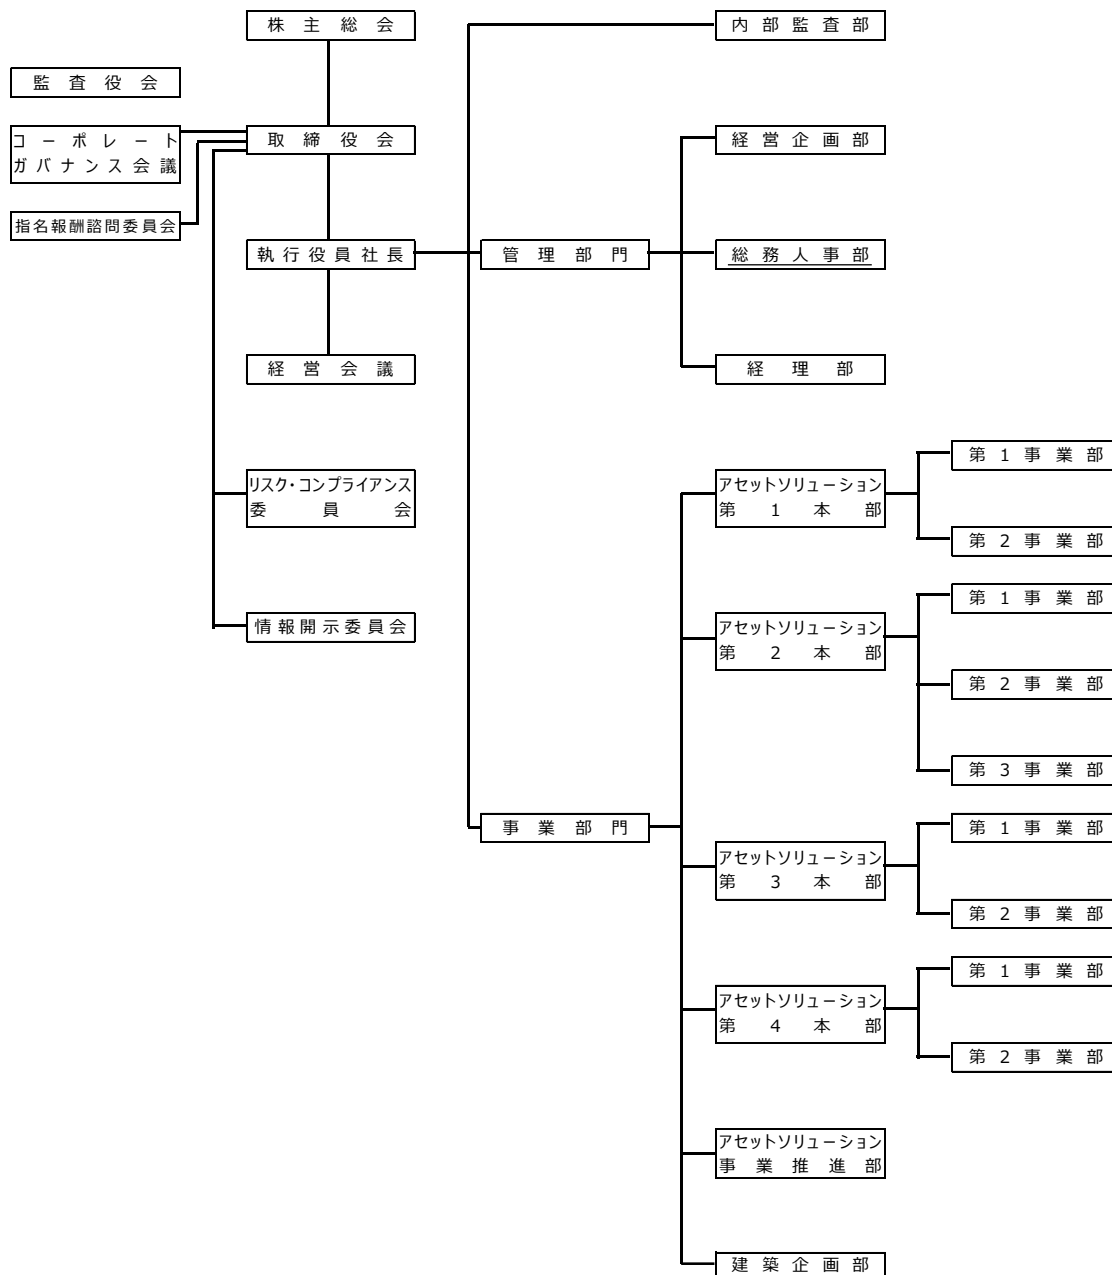 株主総会
内部監査部
監査役会
コーポレート
ガバナンス会議
取締役会
経営企画部
指名報酬諮問委員会
執行役員社長
管理部門
総務人事部
経営会議
経理部
リスク・コンプライアンス
委員会
情報開示委員会
アセットソリューション
第1本部
第1事業部
第2事業部
アセットソリューション
第2本部
第1事業部
第2事業部
第3事業部
事業部門
アセットソリューション
第3本部
第1事業部
第2事業部
アセットソリューション
第4本部
第1事業部
第2事業部
アセットソリューション
事業推進部
建築企画部